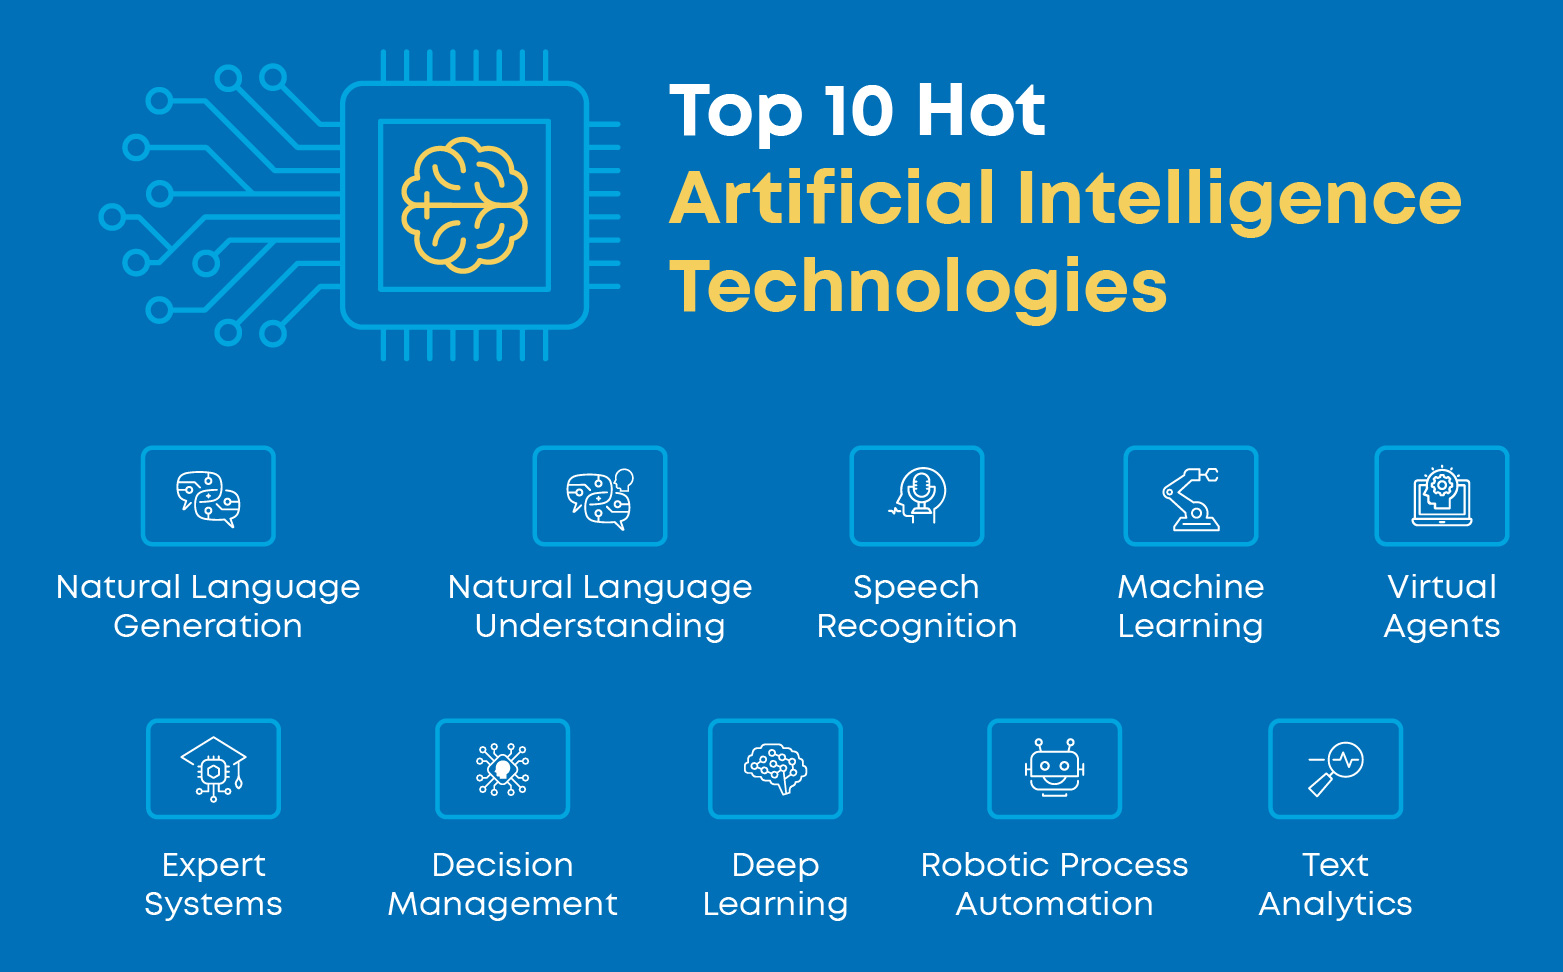 Top 10 Hot
Artificial Intelligence
Technologies
Natural Language
Generation
Natural Language
Understanding
Speech
Recognition
Machine
Learning
Virtual
Agents
Expert
Systems
Decision
Management
Deep
Learning
Robotic Process
Automation
Text
Analytics